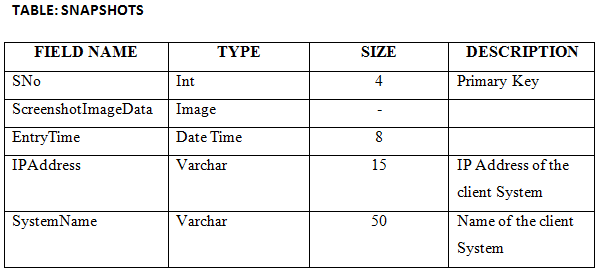 TABLE: SNAPSHOTS
FIELD NAME TYPE SIZE DESCRIPTION
SNo Int 4 Primary Key
ScreenshotImageData Image -
EntryTime Date Time 8
IPAddress Varchar 15 IP Address of the
client System
SystemName Varchar 50 Name of the client
System